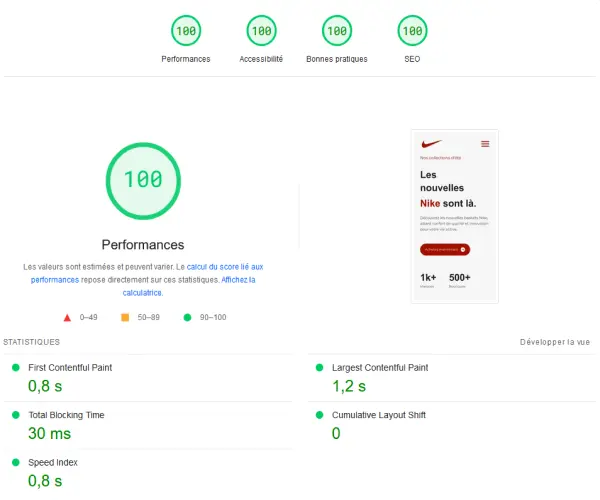 100
100
100
100
Performances
Accessibilité
Bonnes pratiques
SEO
100
Performances
Les valeurs sont estimées et peuvent varier. Le calcul du score lié aux
performances repose directement sur ces statistiques. Affichez la
calculatrice.
0–49
50–89
90–100
Nos collections d'été
Les
nouvelles
Nike sont là.
1k+
500+
STATISTIQUES
Développer la vue
First Contentful Paint
0,8 s
Largest Contentful Paint
1,2 s
Total Blocking Time
30 ms
Cumulative Layout Shift
0
Speed Index
0,8 s